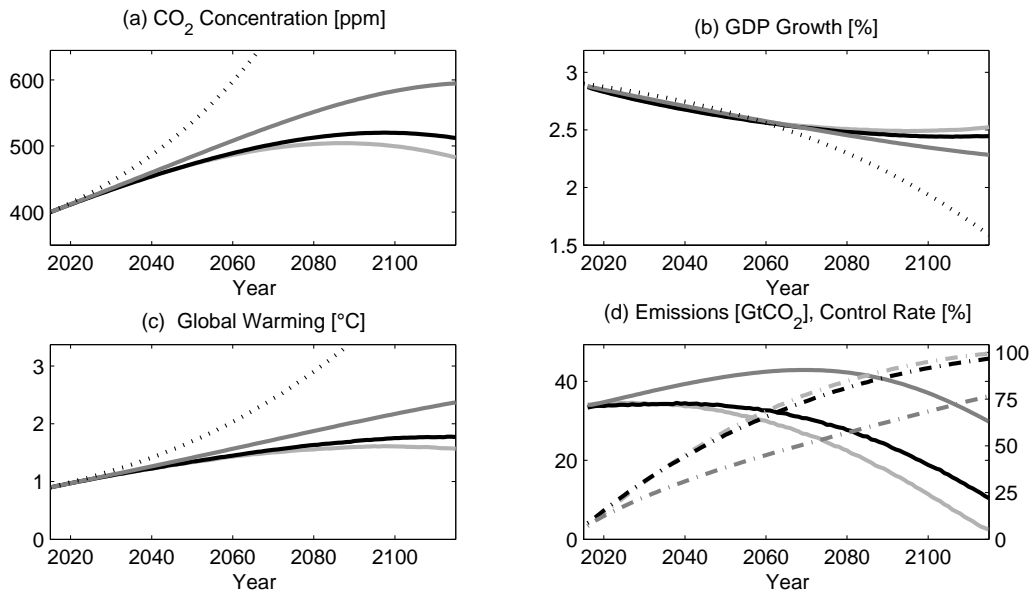 (a) CO2 Concentration [ppm]
600
500
400
2020 2040 2060 2080 2100
Year
(b) GDP Growth [%]
3
2.5
2
1.5
2020 2040 2060 2080 2100
Year
(c) Global Warming [°C]
3
2
1
0
2020 2040 2060 2080 2100
Year
(d) Emissions [GtCO2], Control Rate [%]
40
20
0
100
75
50
25
0
2020 2040 2060 2080 2100
Year